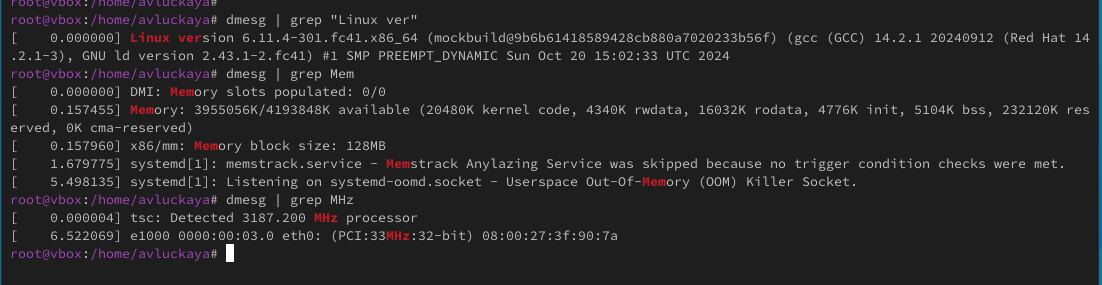 root@vbox:/home/avluckaya#
root@vbox:/home/avluckaya# dmesg | grep "Linux ver"
[    0.000000] Linux version 6.11.4-301.fc41.x86_64 (mockbuild@9b6b61418589428cb880a7020233b56f) (gcc (GCC) 14.2.1 20240912 (Red Hat 14
.2.1-3), GNU ld version 2.43.1-2.fc41) #1 SMP PREEMPT_DYNAMIC Sun Oct 20 15:02:33 UTC 2024
root@vbox:/home/avluckaya# dmesg | grep Mem
[    0.000000] DMI: Memory slots populated: 0/0
[    0.157455] Memory: 3955056K/4193848K available (20480K kernel code, 4340K rwdata, 16032K rodata, 4776K init, 5104K bss, 232120K res
erved, 0K cma-reserved)
[    0.157960] x86/mm: Memory block size: 128MB
[    1.679775] systemd[1]: memstrack.service - Memstrack Anylazing Service was skipped because no trigger condition checks were met.
[    5.498135] systemd[1]: Listening on systemd-oomd.socket - Userspace Out-Of-Memory (OOM) Killer Socket.
root@vbox:/home/avluckaya# dmesg | grep MHz
[    0.000004] tsc: Detected 3187.200 MHz processor
[    6.522069] e1000 0000:00:03.0 eth0: (PCI:33MHz:32-bit) 08:00:27:3f:90:7a
root@vbox:/home/avluckaya#